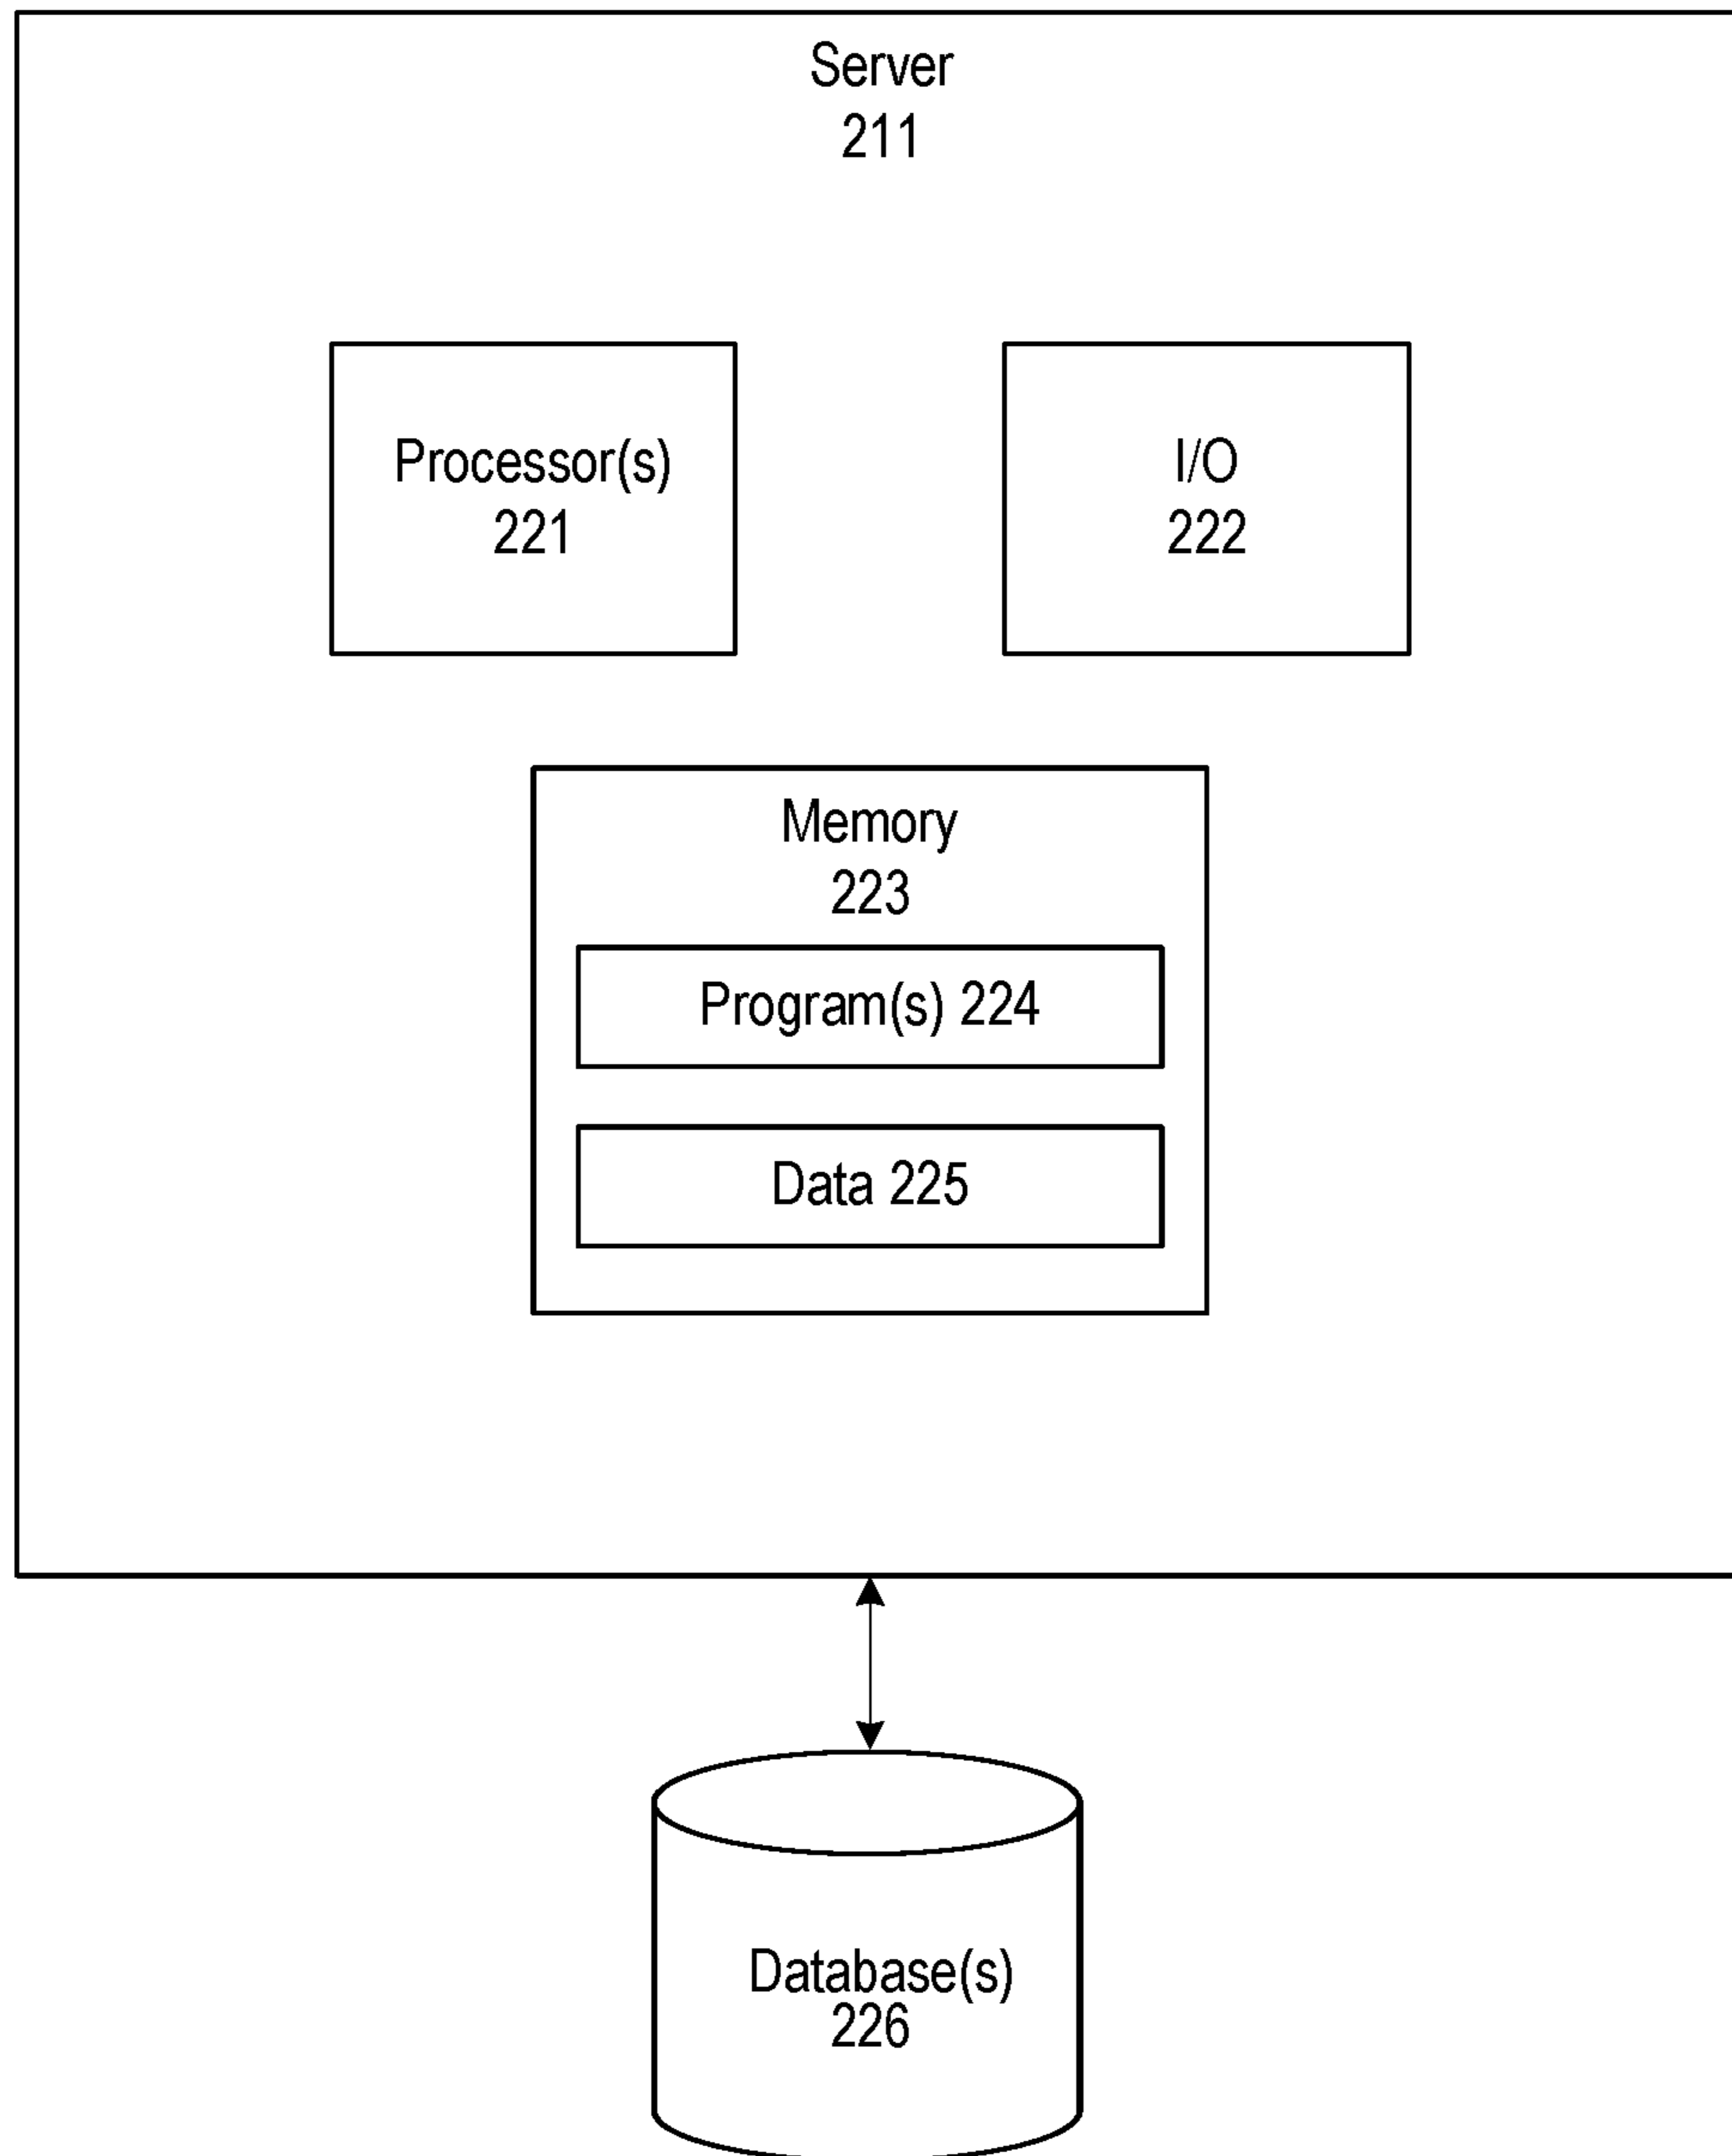 Server
211
Processor(s)
221
I/O
222
Memory
223
Program(s) 224
Data 225
Database(s)
226